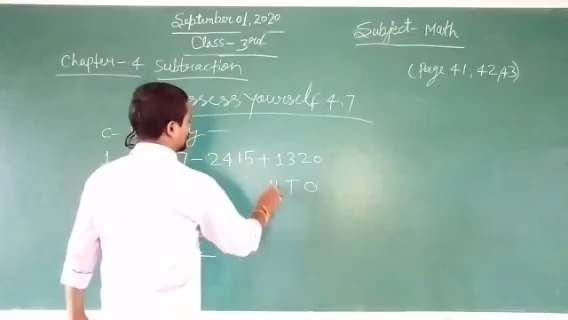 September 01, 2020
Subject- Math
Class- 3rd
Chapter- 4 Subtraction
(Page 41, 42, 43)
Yourself 4.7
- 2415 + 1320
T O